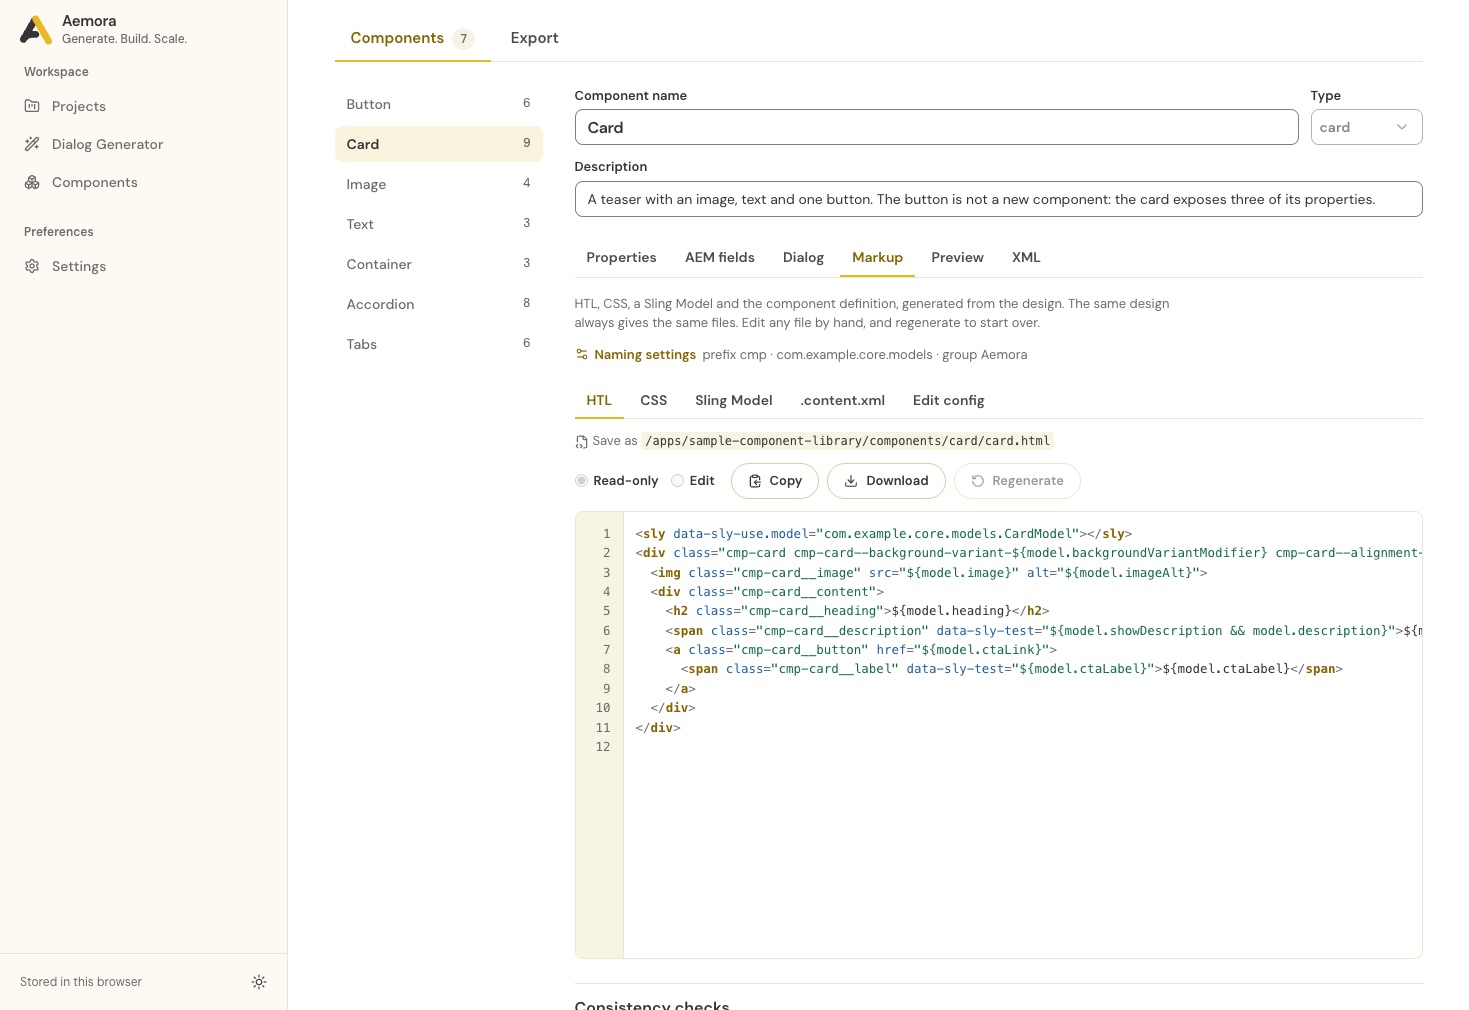 Aemora
Generate. Build. Scale.
Workspace
Projects
Dialog Generator
Components
Preferences
Settings
Stored in this browser
Components 7
Export
Button 6
Card 9
Image 4
Text 3
Container 3
Accordion 8
Tabs 6
Component name
Card
Type
card
Description
A teaser with an image, text and one button. The button is not a new component: the card exposes three of its properties.
Properties AEM fields Dialog Markup Preview XML
HTL, CSS, a Sling Model and the component definition, generated from the design. The same design
always gives the same files. Edit any file by hand, and regenerate to start over.
Naming settings prefix cmp · com.example.core.models · group Aemora
HTL CSS Sling Model .content.xml Edit config
Save as /apps/sample-component-library/components/card/card.html
Read-only Edit Copy Download Regenerate
1 <sly data-sly-use.model="com.example.core.models.CardModel"></sly>
2 <div class="cmp-card cmp-card--background-variant-${model.backgroundVariantModifier} cmp-card--alignment-
3 <img class="cmp-card__image" src="${model.image}" alt="${model.imageAlt}">
4 <div class="cmp-card__content">
5 <h2 class="cmp-card__heading">${model.heading}</h2>
6 <span class="cmp-card__description" data-sly-test="${model.showDescription && model.description}">${m
7 <a class="cmp-card__button" href="${model.ctaLink}">
8 <span class="cmp-card__label" data-sly-test="${model.ctaLabel}">${model.ctaLabel}</span>
9 </a>
10 </div>
11 </div>
12
Consistency checks